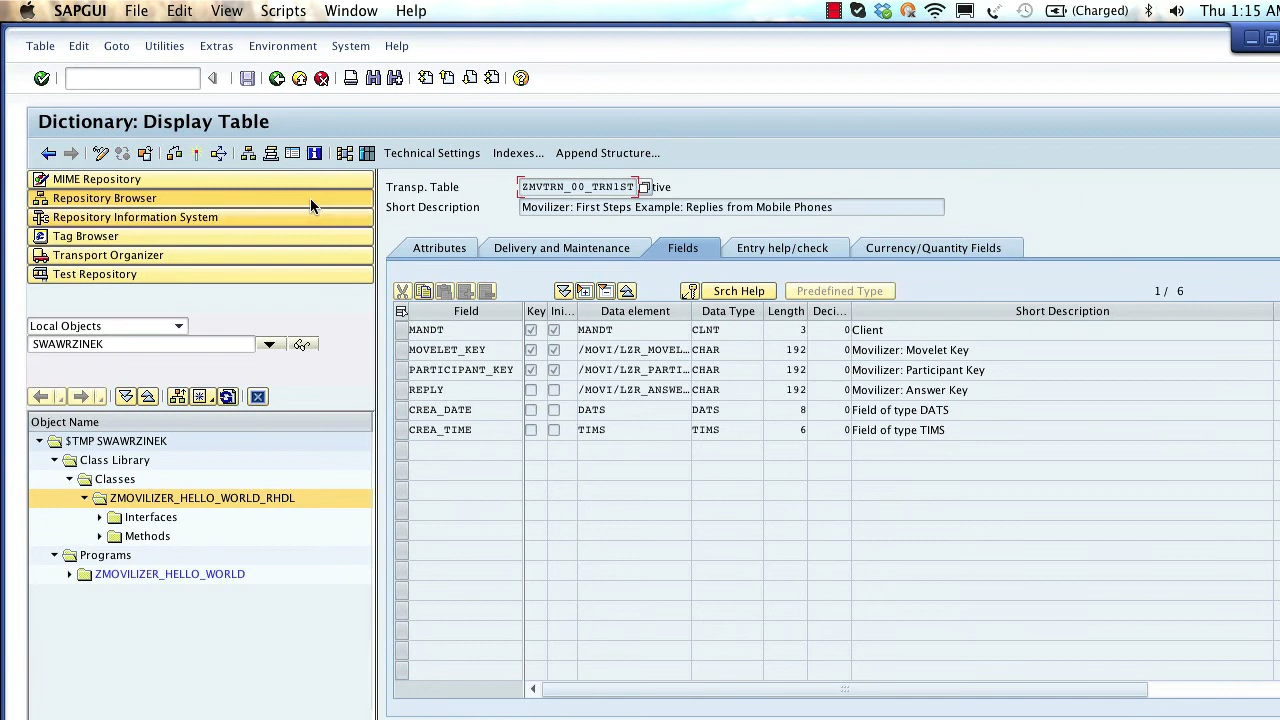 SAPGUI File Edit View Scripts Window Help (Charged) Thu 1:15 AM
Table Edit Goto Utilities Extras Environment System Help
Dictionary: Display Table
Technical Settings Indexes... Append Structure...
MIME Repository
Repository Browser
Repository Information System
Tag Browser
Transport Organizer
Test Repository
Local Objects
SWAWRZINEK
Object Name
$TMP SWAWRZINEK
Class Library
Classes
ZMOVILIZER_HELLO_WORLD_RHDL
Interfaces
Methods
Programs
ZMOVILIZER_HELLO_WORLD
Transp. Table ZMVTRN_00_TRN1ST tive
Short Description Movilizer: First Steps Example: Replies from Mobile Phones
Attributes Delivery and Maintenance Fields Entry help/check Currency/Quantity Fields
Srch Help Predefined Type 1 / 6
Field Key Ini... Data element Data Type Length Deci... Short Description
MANDT MANDT CLNT 3 0 Client
MOVELET_KEY /MOVI/LZR_MOVEL... CHAR 192 0 Movilizer: Movelet Key
PARTICIPANT_KEY /MOVI/LZR_PARTI... CHAR 192 0 Movilizer: Participant Key
REPLY /MOVI/LZR_ANSWE... CHAR 192 0 Movilizer: Answer Key
CREA_DATE DATS DATS 8 0 Field of type DATS
CREA_TIME TIMS TIMS 6 0 Field of type TIMS